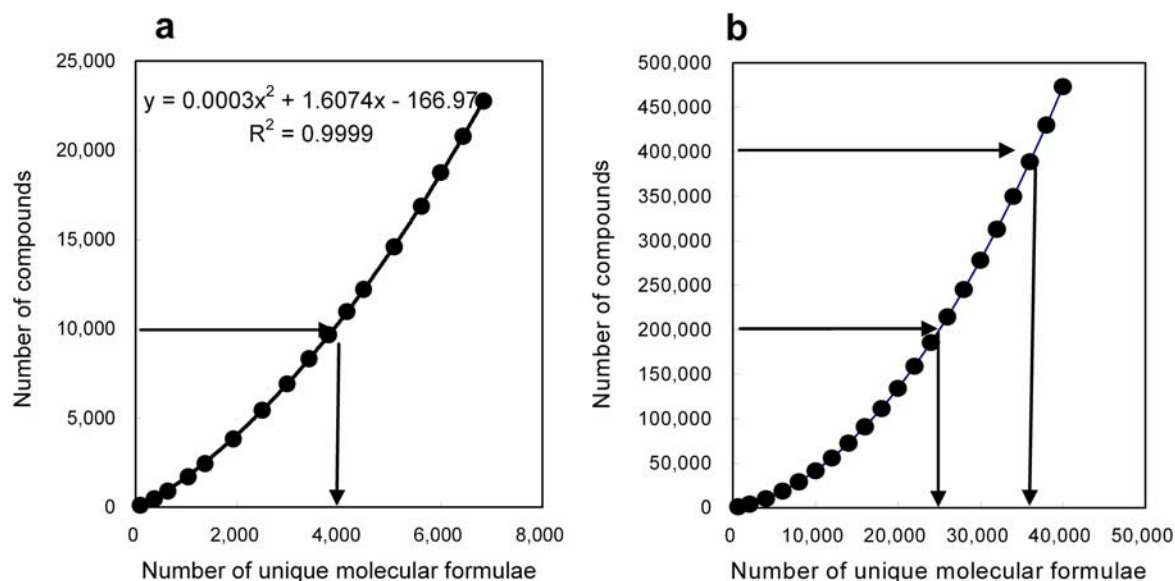 a
25,000
y = 0.0003x² + 1.6074x - 166.97
R² = 0.9999
20,000
15,000
10,000
5,000
0
0 2,000 4,000 6,000 8,000
Number of compounds
Number of unique molecular formulae
b
500,000
450,000
400,000
350,000
300,000
250,000
200,000
150,000
100,000
50,000
0
0 10,000 20,000 30,000 40,000 50,000
Number of compounds
Number of unique molecular formulae